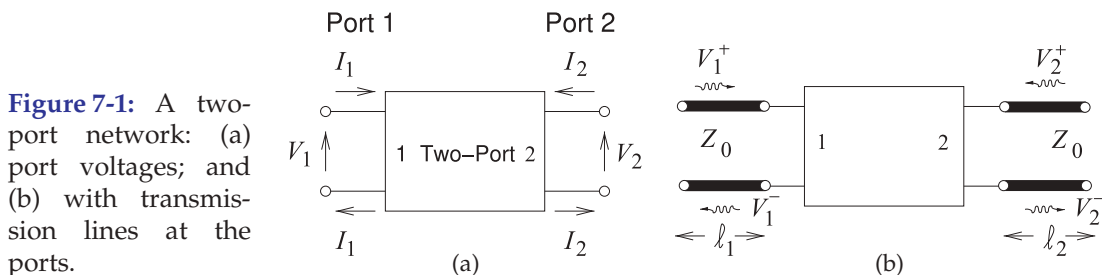 Figure 7-1: A two-
port network: (a)
port voltages; and
(b) with transmis-
sion lines at the
ports.
Port 1 Port 2
I1 I2
V1 1 Two–Port 2 V2
I1 I2
(a)
V1+ V2+
Z0 1 2 Z0
V1− V2−
ℓ1 ℓ2
(b)